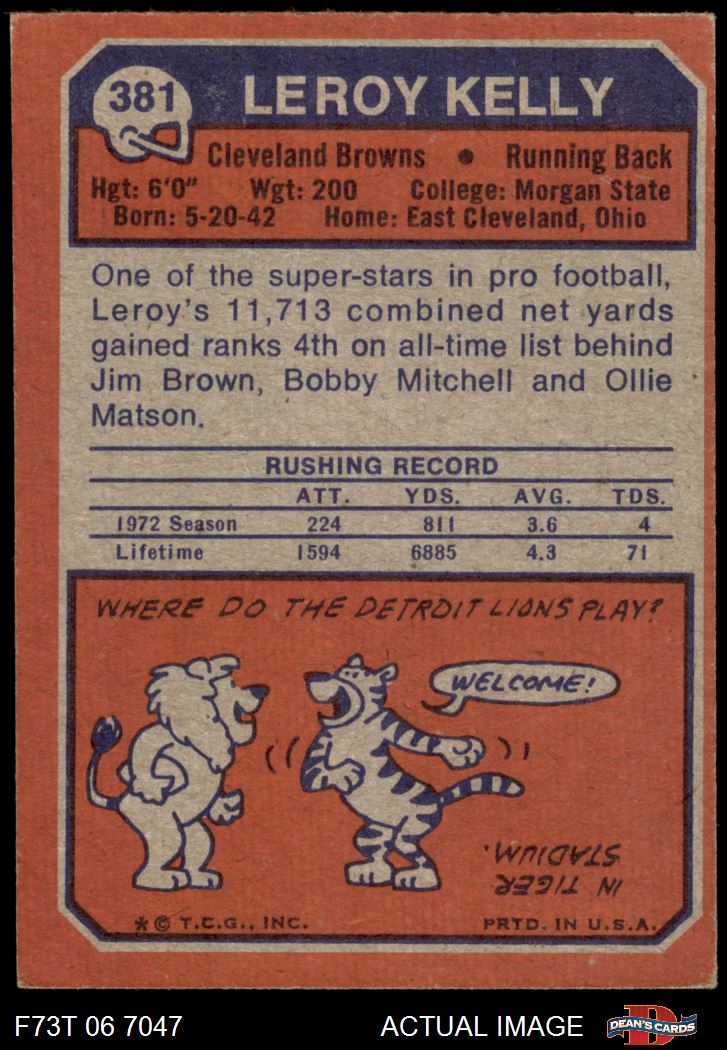 381
LEROY KELLY
Cleveland Browns • Running Back
Hgt: 6'0" Wgt: 200 College: Morgan State
Born: 5-20-42 Home: East Cleveland, Ohio
One of the super-stars in pro football,
Leroy's 11,713 combined net yards
gained ranks 4th on all-time list behind
Jim Brown, Bobby Mitchell and Ollie
Matson.
RUSHING RECORD
ATT. YDS. AVG. TDS.
1972 Season 224 811 3.6 4
Lifetime 1594 6885 4.3 71
WHERE DO THE DETROIT LIONS PLAY?
WELCOME!
IN TIGER
STADIUM.
* © T.C.G., INC. PRTD. IN U.S.A.
F73T 06 7047 ACTUAL IMAGE DEAN'S CARDS